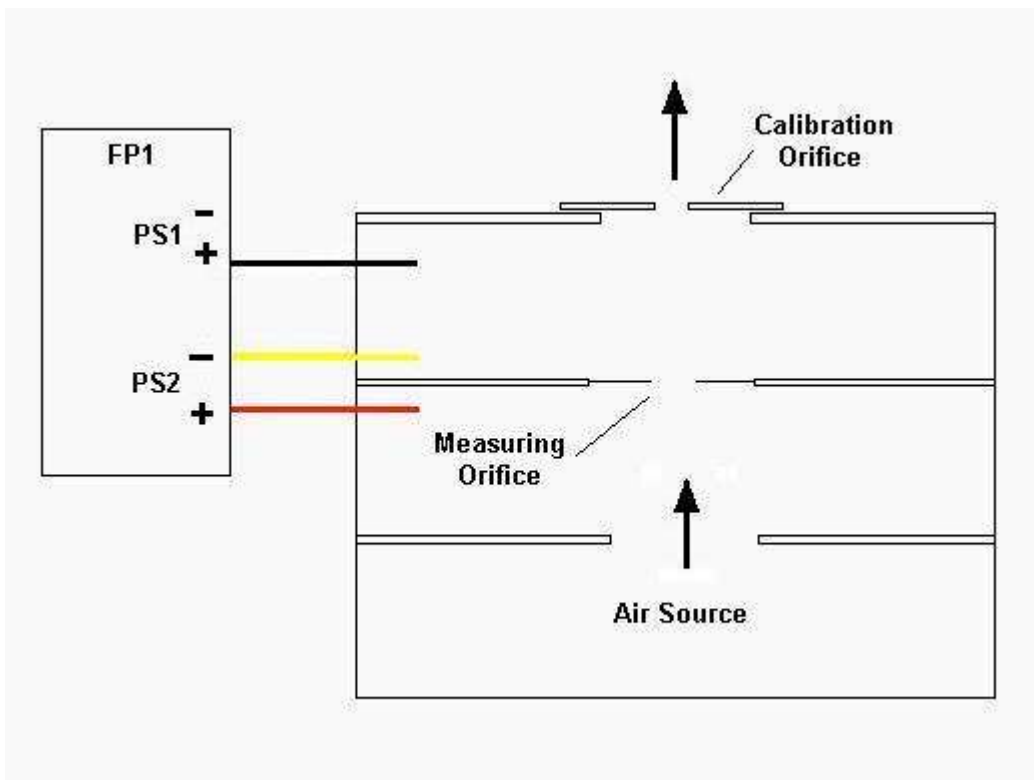 FP1
-
PS1
+
-
PS2
+
Calibration
Orifice
Measuring
Orifice
Air Source